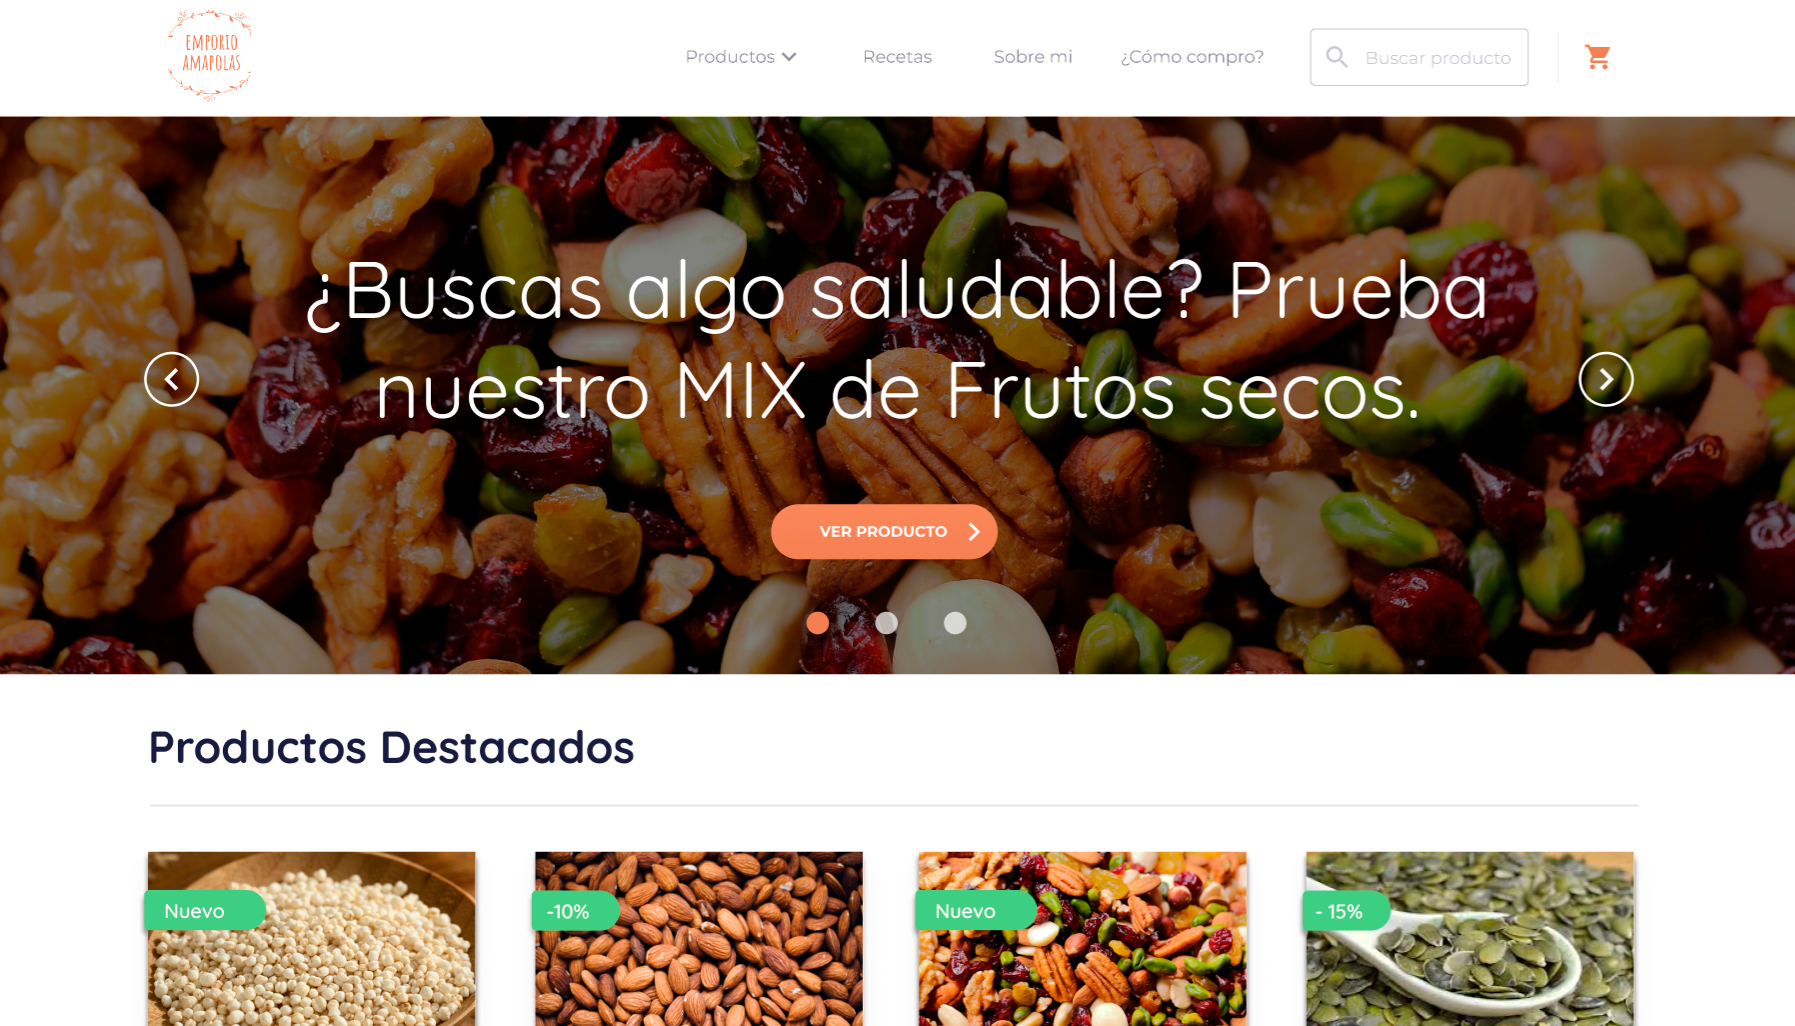 EMPORIO
AMAPOLAS
Productos
Recetas
Sobre mi
¿Cómo compro?
Buscar producto
¿Buscas algo saludable? Prueba
nuestro MIX de Frutos secos.
VER PRODUCTO
Productos Destacados
Nuevo
-10%
Nuevo
- 15%